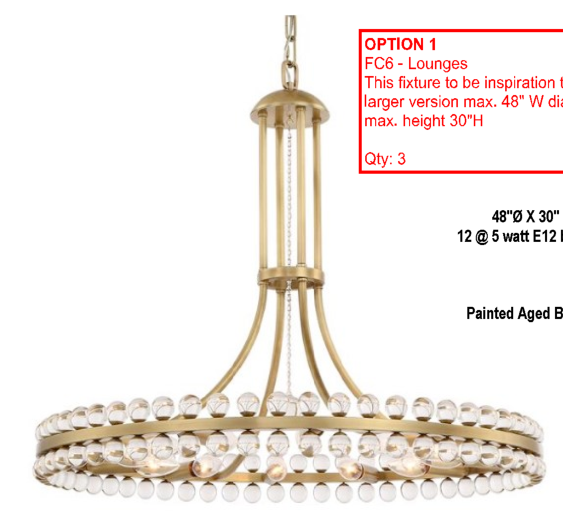 OPTION 1
FC6 - Lounges
This fixture to be inspiration
larger version max. 48" W
max. height 30"H
Qty: 3
48"Ø X 30"
12 @ 5 watt E12
Painted Aged